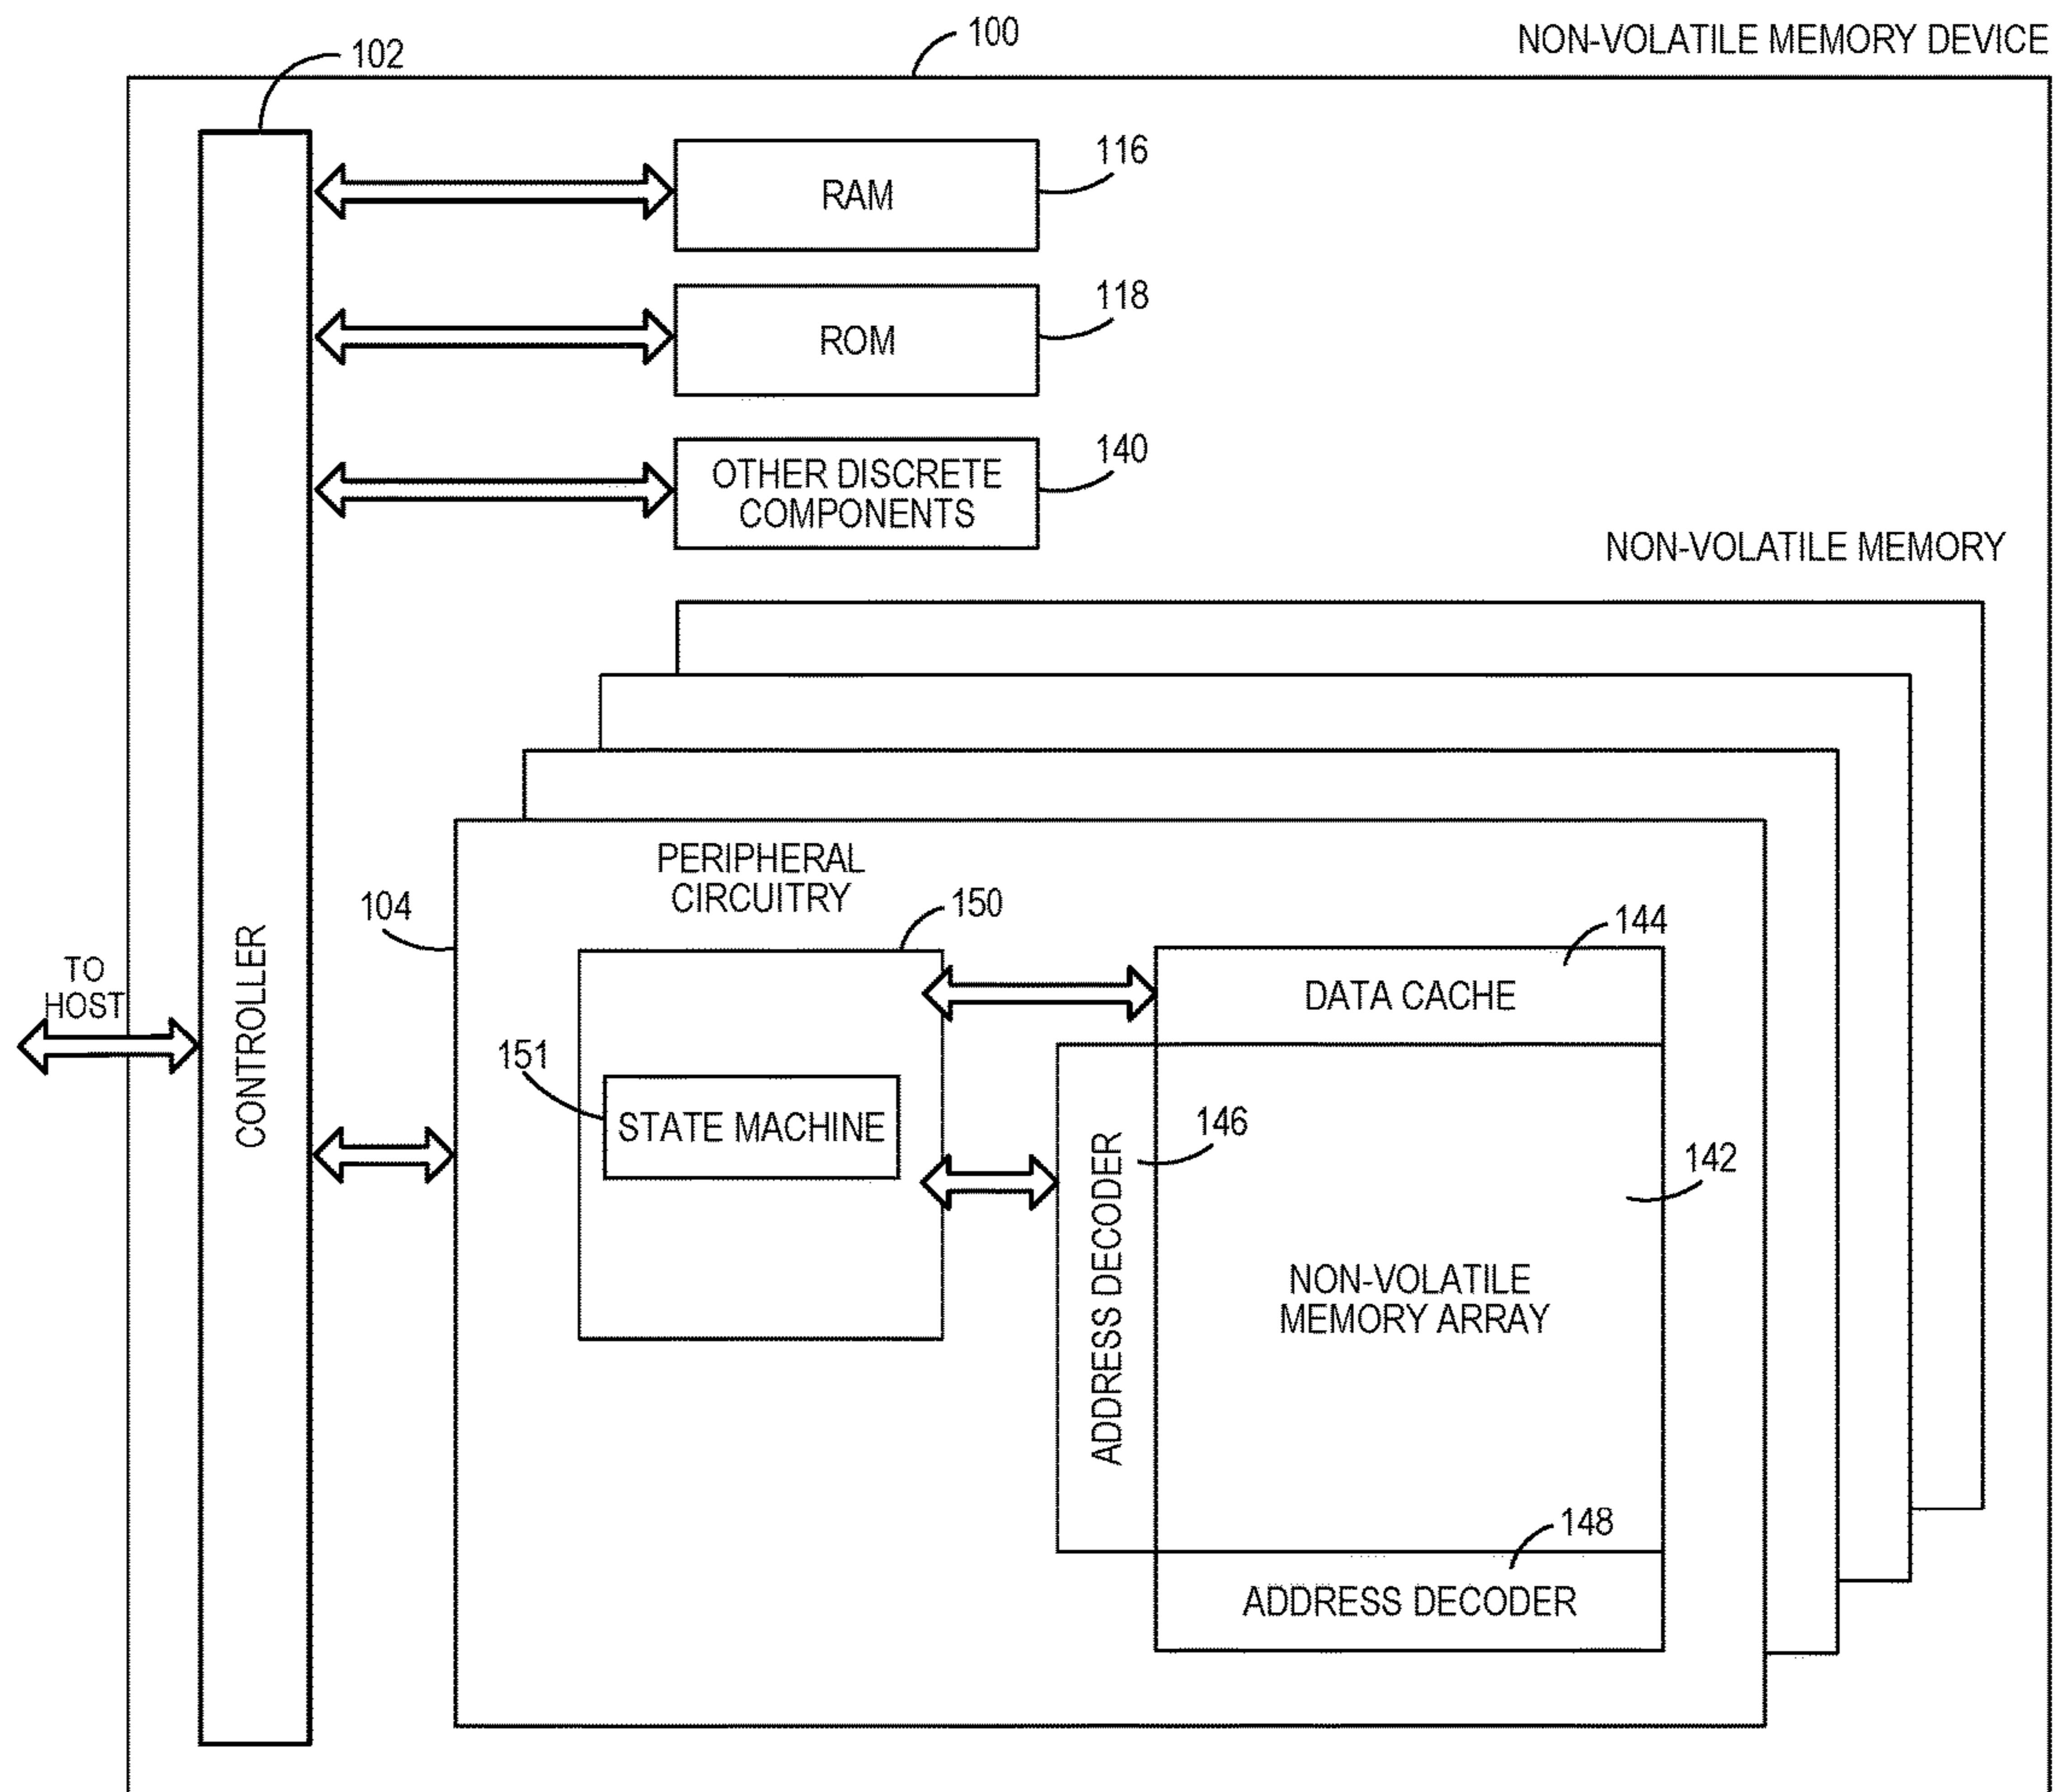 100
NON-VOLATILE MEMORY DEVICE
102
116
RAM
118
ROM
140
OTHER DISCRETE
COMPONENTS
NON-VOLATILE MEMORY
PERIPHERAL
CIRCUITRY
104
150
144
DATA CACHE
TO
HOST
CONTROLLER
151
STATE MACHINE
146
ADDRESS DECODER
142
NON-VOLATILE
MEMORY ARRAY
148
ADDRESS DECODER